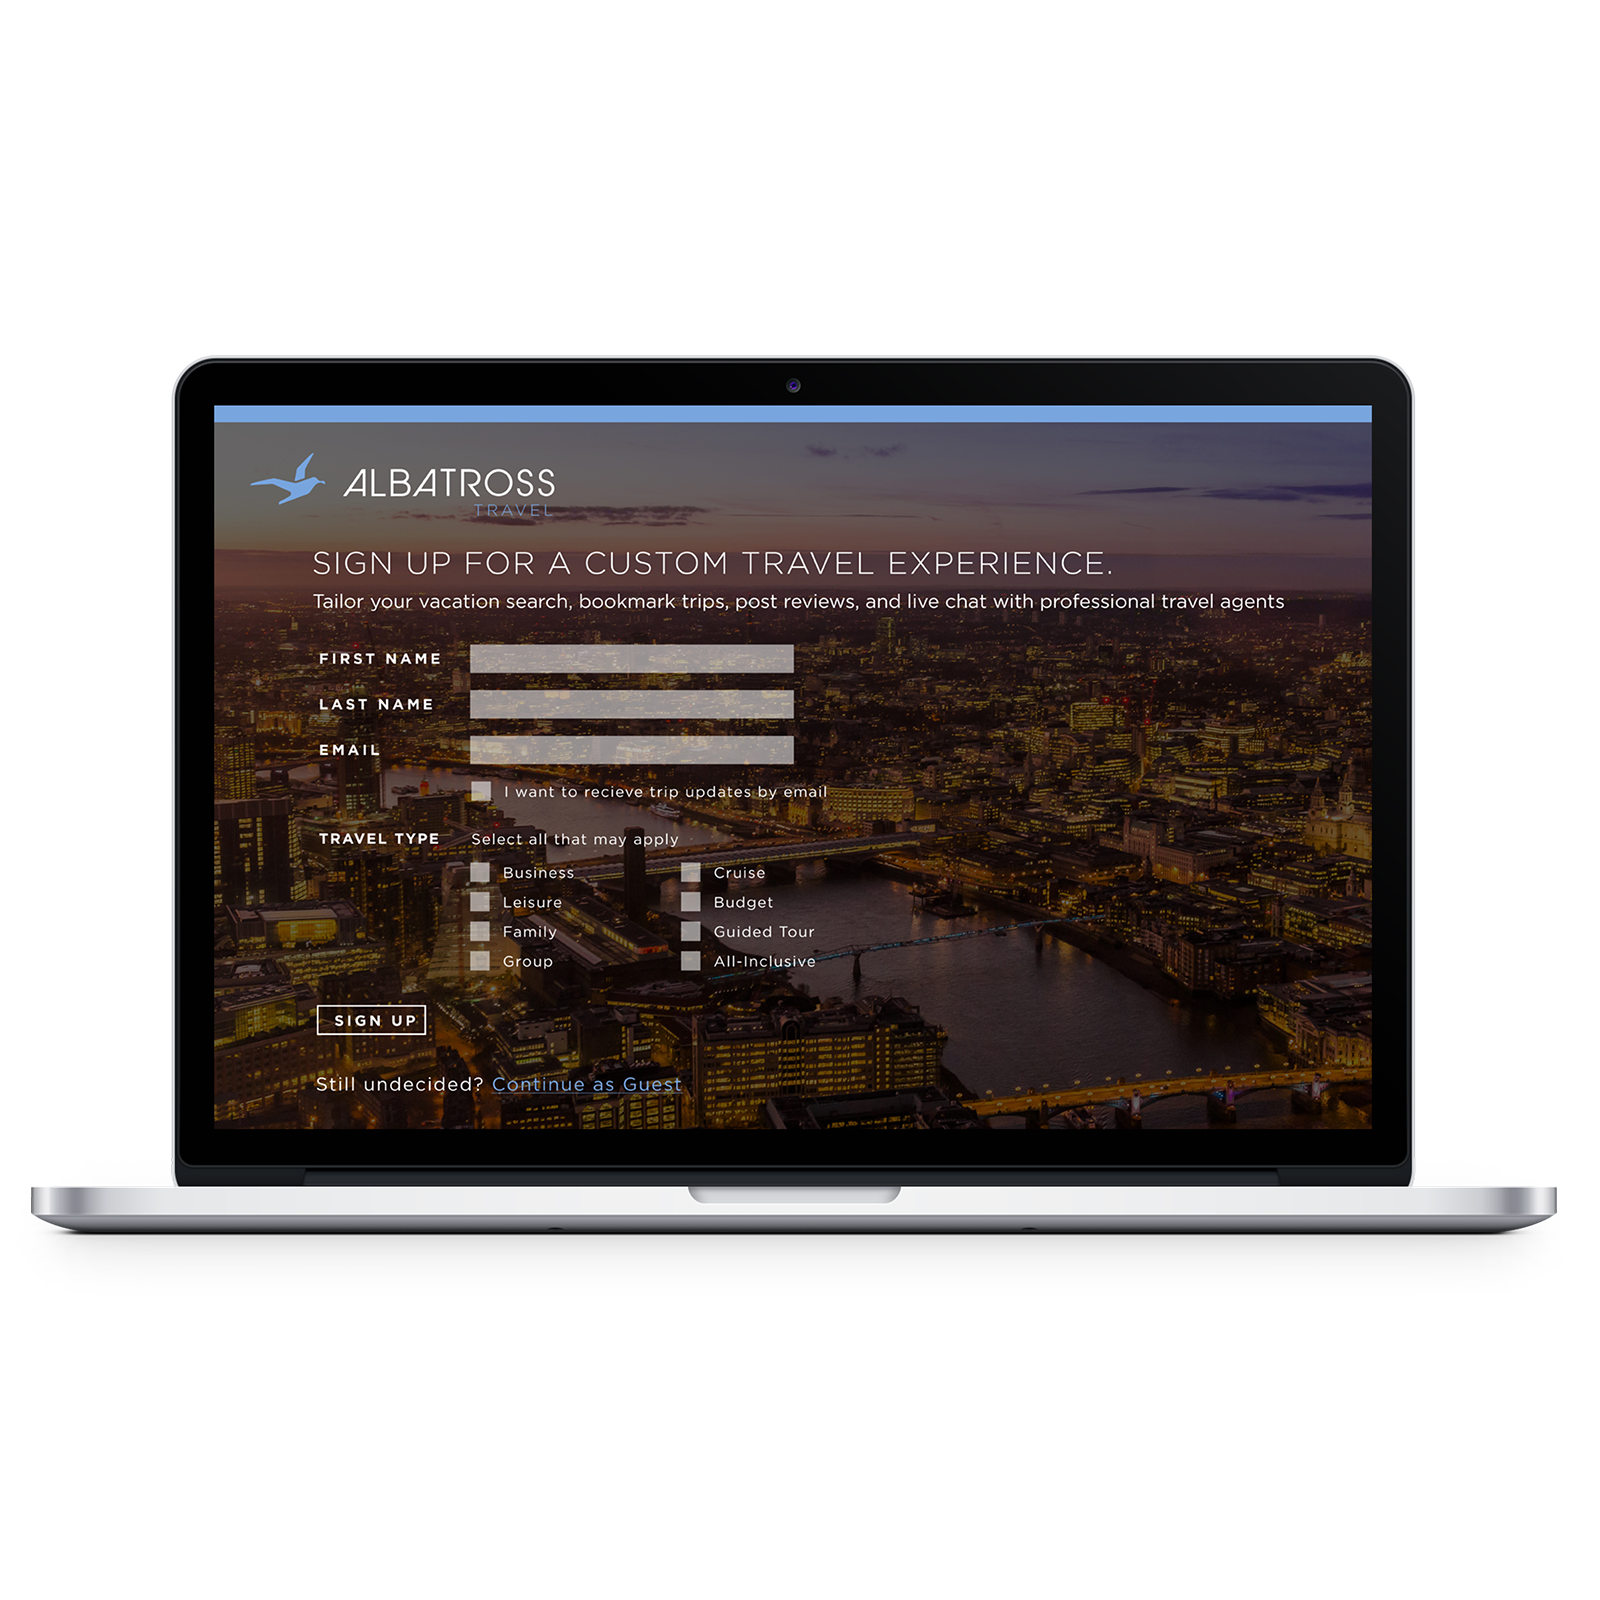 ALBATROSS
TRAVEL
SIGN UP FOR A CUSTOM TRAVEL EXPERIENCE.
Tailor your vacation search, bookmark trips, post reviews, and live chat with professional travel agents
FIRST NAME
LAST NAME
EMAIL
I want to recieve trip updates by email
TRAVEL TYPE Select all that may apply
Business Cruise
Leisure Budget
Family Guided Tour
Group All-Inclusive
SIGN UP
Still undecided? Continue as Guest